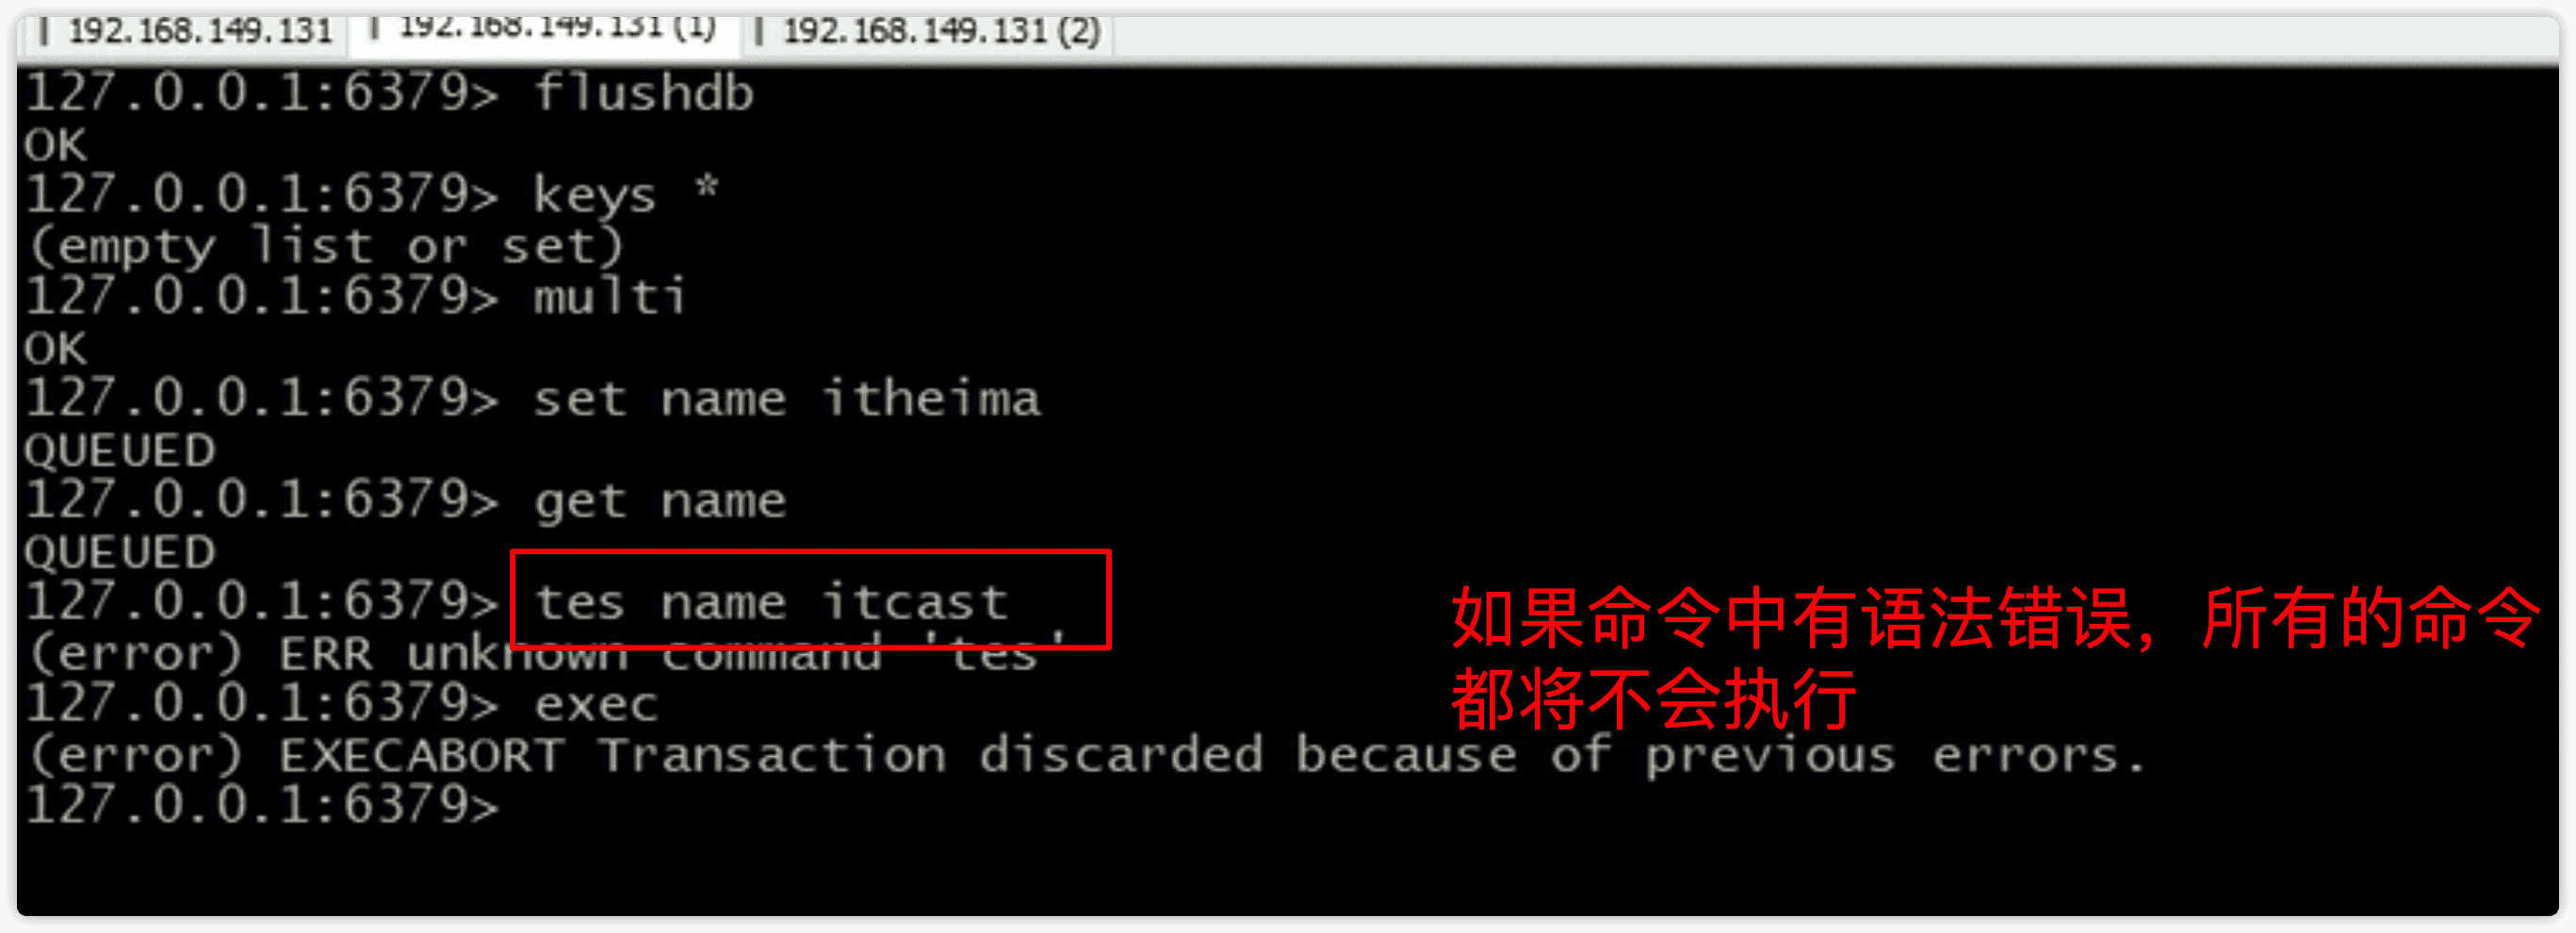 192.168.149.131 192.168.149.131 (1) 192.168.149.131 (2)
127.0.0.1:6379> flushdb
OK
127.0.0.1:6379> keys *
(empty list or set)
127.0.0.1:6379> multi
OK
127.0.0.1:6379> set name itheima
QUEUED
127.0.0.1:6379> get name
QUEUED
127.0.0.1:6379> tes name itcast
(error) ERR unknown command 'tes'
127.0.0.1:6379> exec
(error) EXECABORT Transaction discarded because of previous errors.
127.0.0.1:6379>
如果命令中有语法错误，所有的命令
都将不会执行